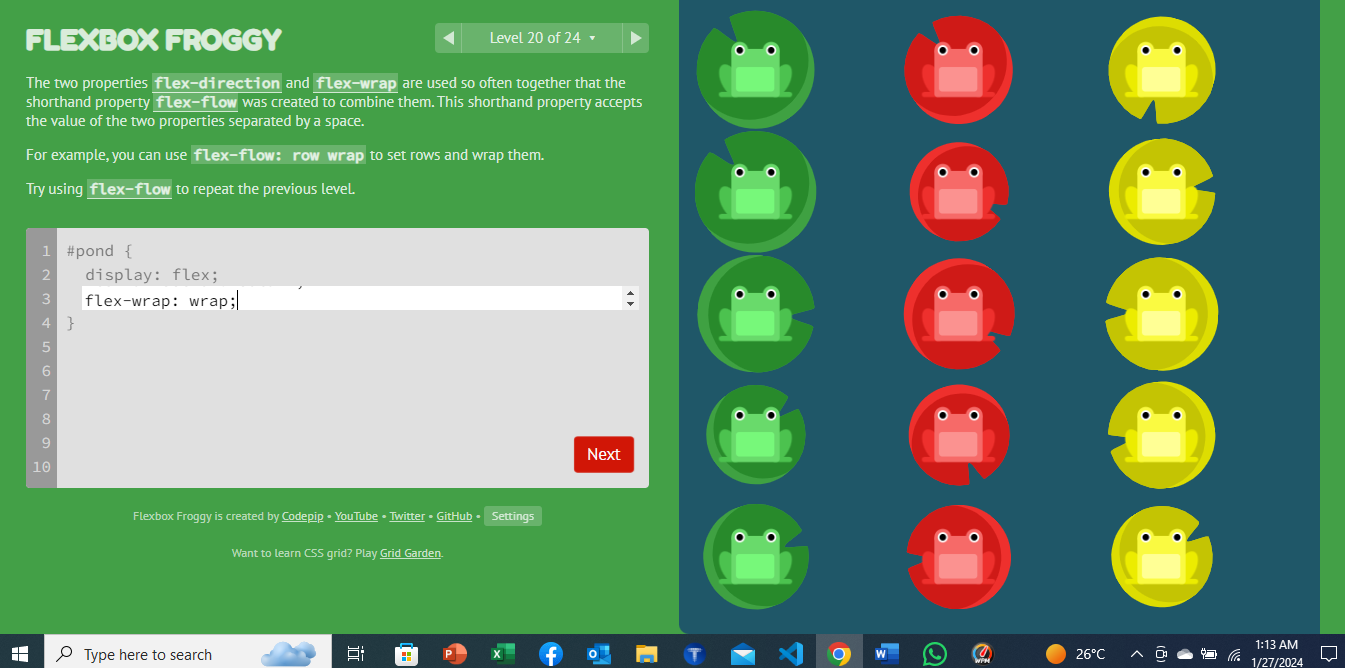 FLEXBOX FROGGY
Level 20 of 24
The two properties flex-direction and flex-wrap are used so often together that the
shorthand property flex-flow was created to combine them. This shorthand property accepts
the value of the two properties separated by a space.
For example, you can use flex-flow: row wrap to set rows and wrap them.
Try using flex-flow to repeat the previous level.
1 #pond {
2 display: flex;
3 flex-wrap: wrap;
4 }
5
6
7
8
9
10
Next
Flexbox Froggy is created by Codepip • YouTube • Twitter • GitHub • Settings
Want to learn CSS grid? Play Grid Garden.
Type here to search
26°C
1:13 AM
1/27/2024